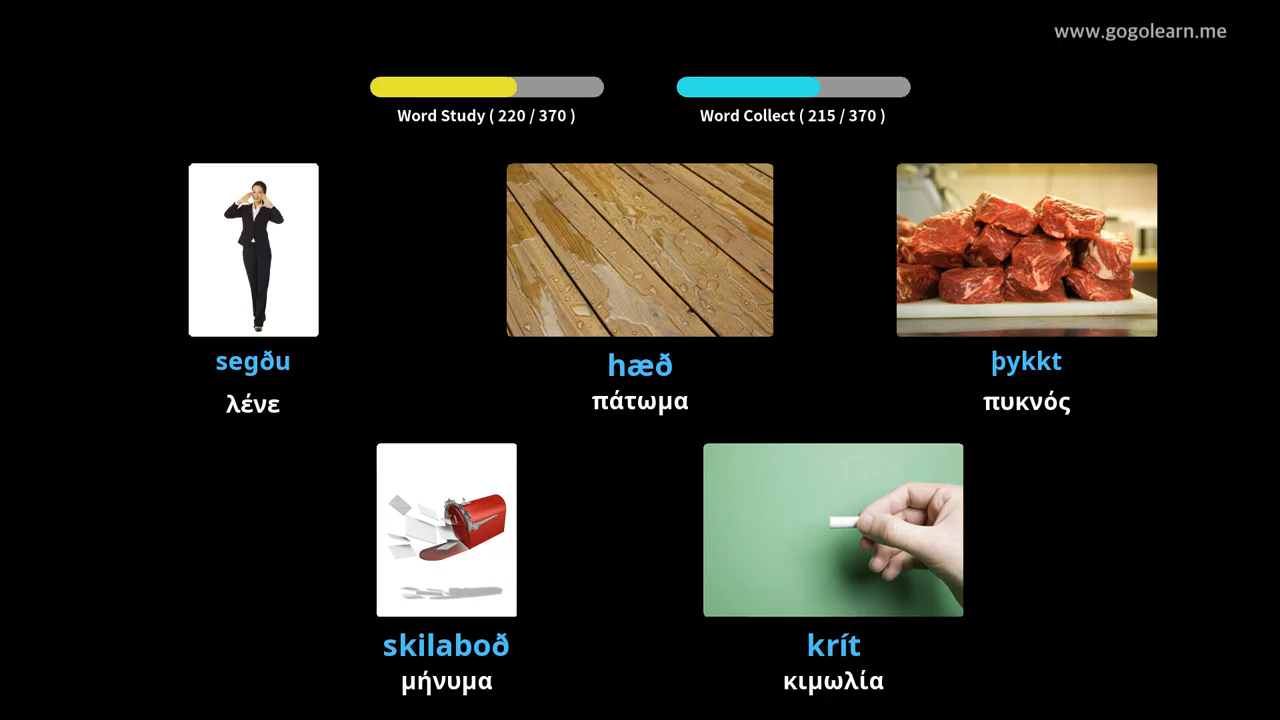 www.gogolearn.me
Word Study ( 220 / 370 )
Word Collect ( 215 / 370 )
segðu
λένε
hæð
πάτωμα
þykkt
πυκνός
skilaboð
μήνυμα
krít
κιμωλία